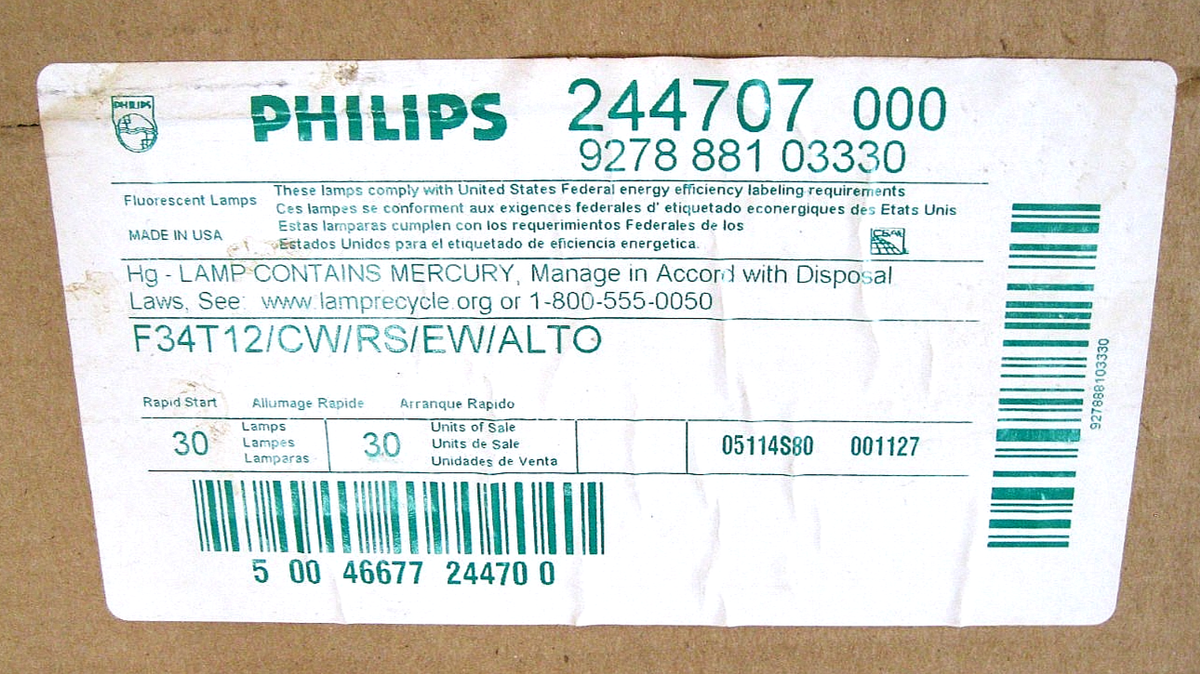 PHILIPS
PHILIPS
244707 000
9278 881 03330
Fluorescent Lamps
MADE IN USA
These lamps comply with United States Federal energy efficiency labeling requirements
Ces lampes se conforment aux exigences federales d' etiquetado econergiques des Etats Unis
Estas lamparas cumplen con los requerimientos Federales de los
Estados Unidos para el etiquetado de eficiencia energetica.
Hg - LAMP CONTAINS MERCURY, Manage in Accord with Disposal
Laws, See: www.lamprecycle.org or 1-800-555-0050
F34T12/CW/RS/EW/ALTO
Rapid Start Allumage Rapide Arranque Rapido
30
Lamps
Lampes
Lamparas
30
Units of Sale
Units de Sale
Unidades de Venta
05114S80 001127
5 00 46677 24470 0
927888103330